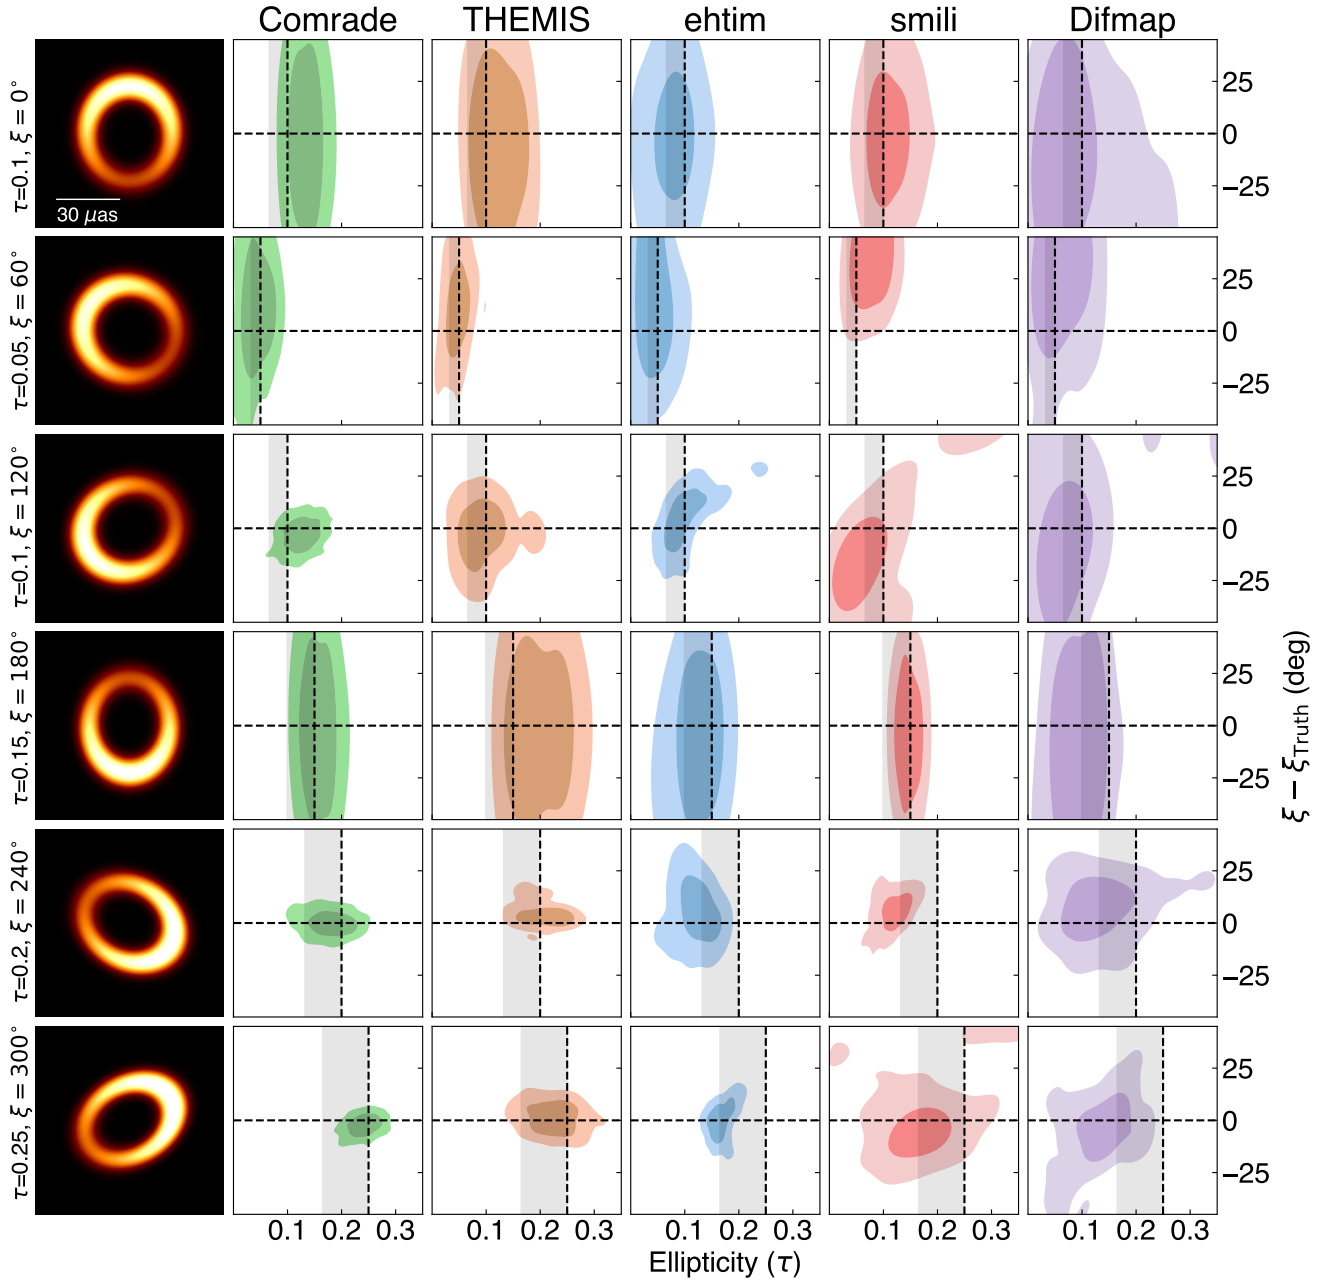 Comrade THEMIS ehtim smili Difmap
τ=0.1, ξ = 0°
30 μas
25
0
−25
τ=0.05, ξ = 60°
25
0
−25
τ=0.1, ξ = 120°
25
0
−25
τ=0.15, ξ = 180°
25
0
−25
τ=0.2, ξ = 240°
25
0
−25
τ=0.25, ξ = 300°
25
0
−25
ξ − ξTruth (deg)
0.1 0.2 0.3 0.1 0.2 0.3 0.1 0.2 0.3 0.1 0.2 0.3 0.1 0.2 0.3
Ellipticity (τ)